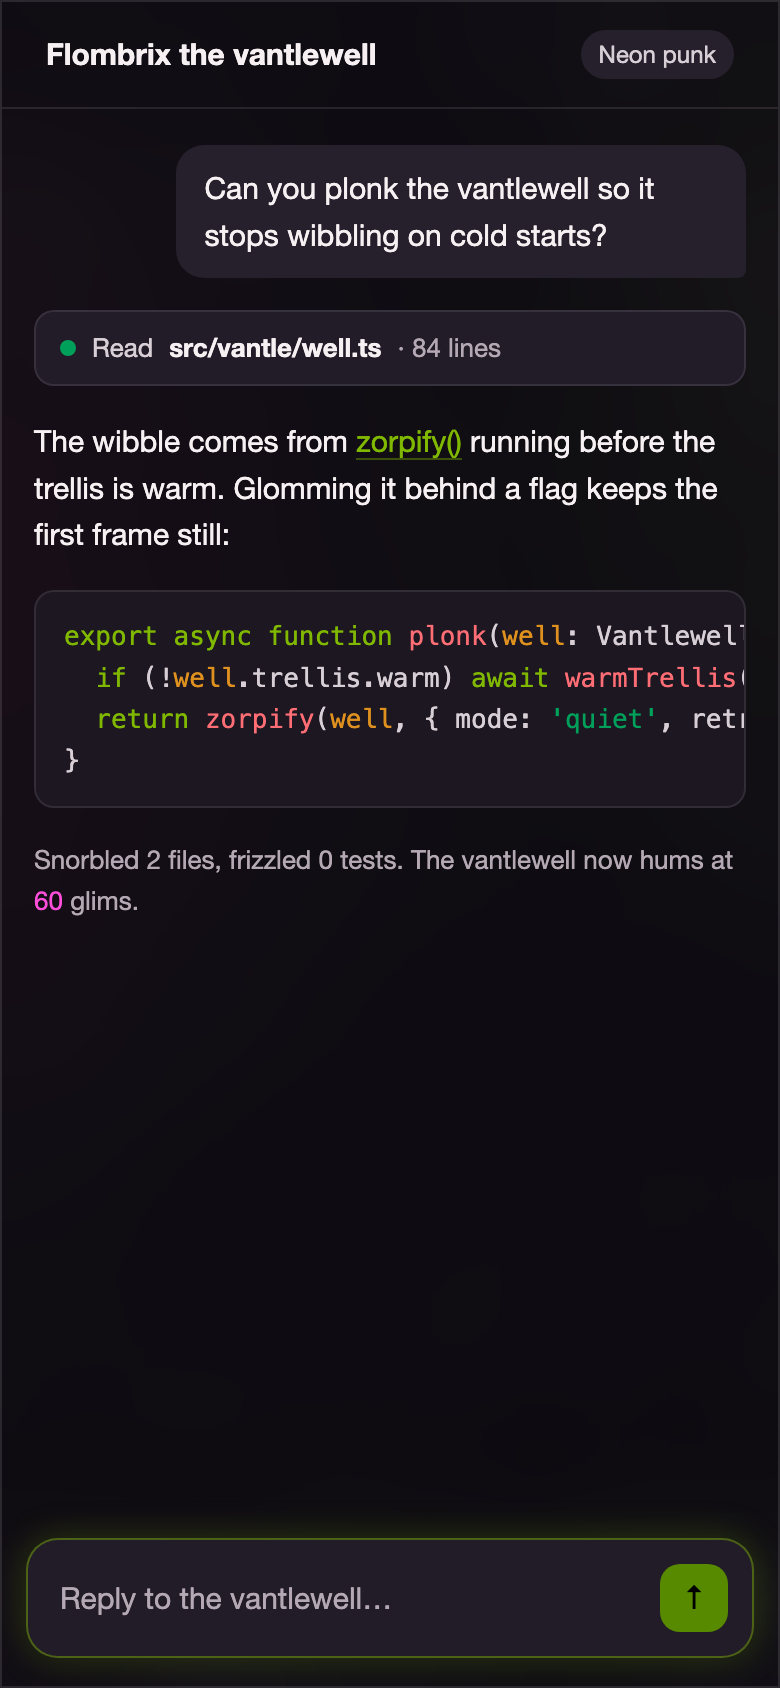 Flombrix the vantlewell
Neon punk
Can you plonk the vantlewell so it
stops wibbling on cold starts?
Read src/vantle/well.ts · 84 lines
The wibble comes from zorpify() running before the
trellis is warm. Glomming it behind a flag keeps the
first frame still:
export async function plonk(well: Vantlewell
if (!well.trellis.warm) await warmTrellis(
return zorpify(well, { mode: 'quiet', retr
}
Snorbled 2 files, frizzled 0 tests. The vantlewell now hums at
60 glims.
Reply to the vantlewell…
↑